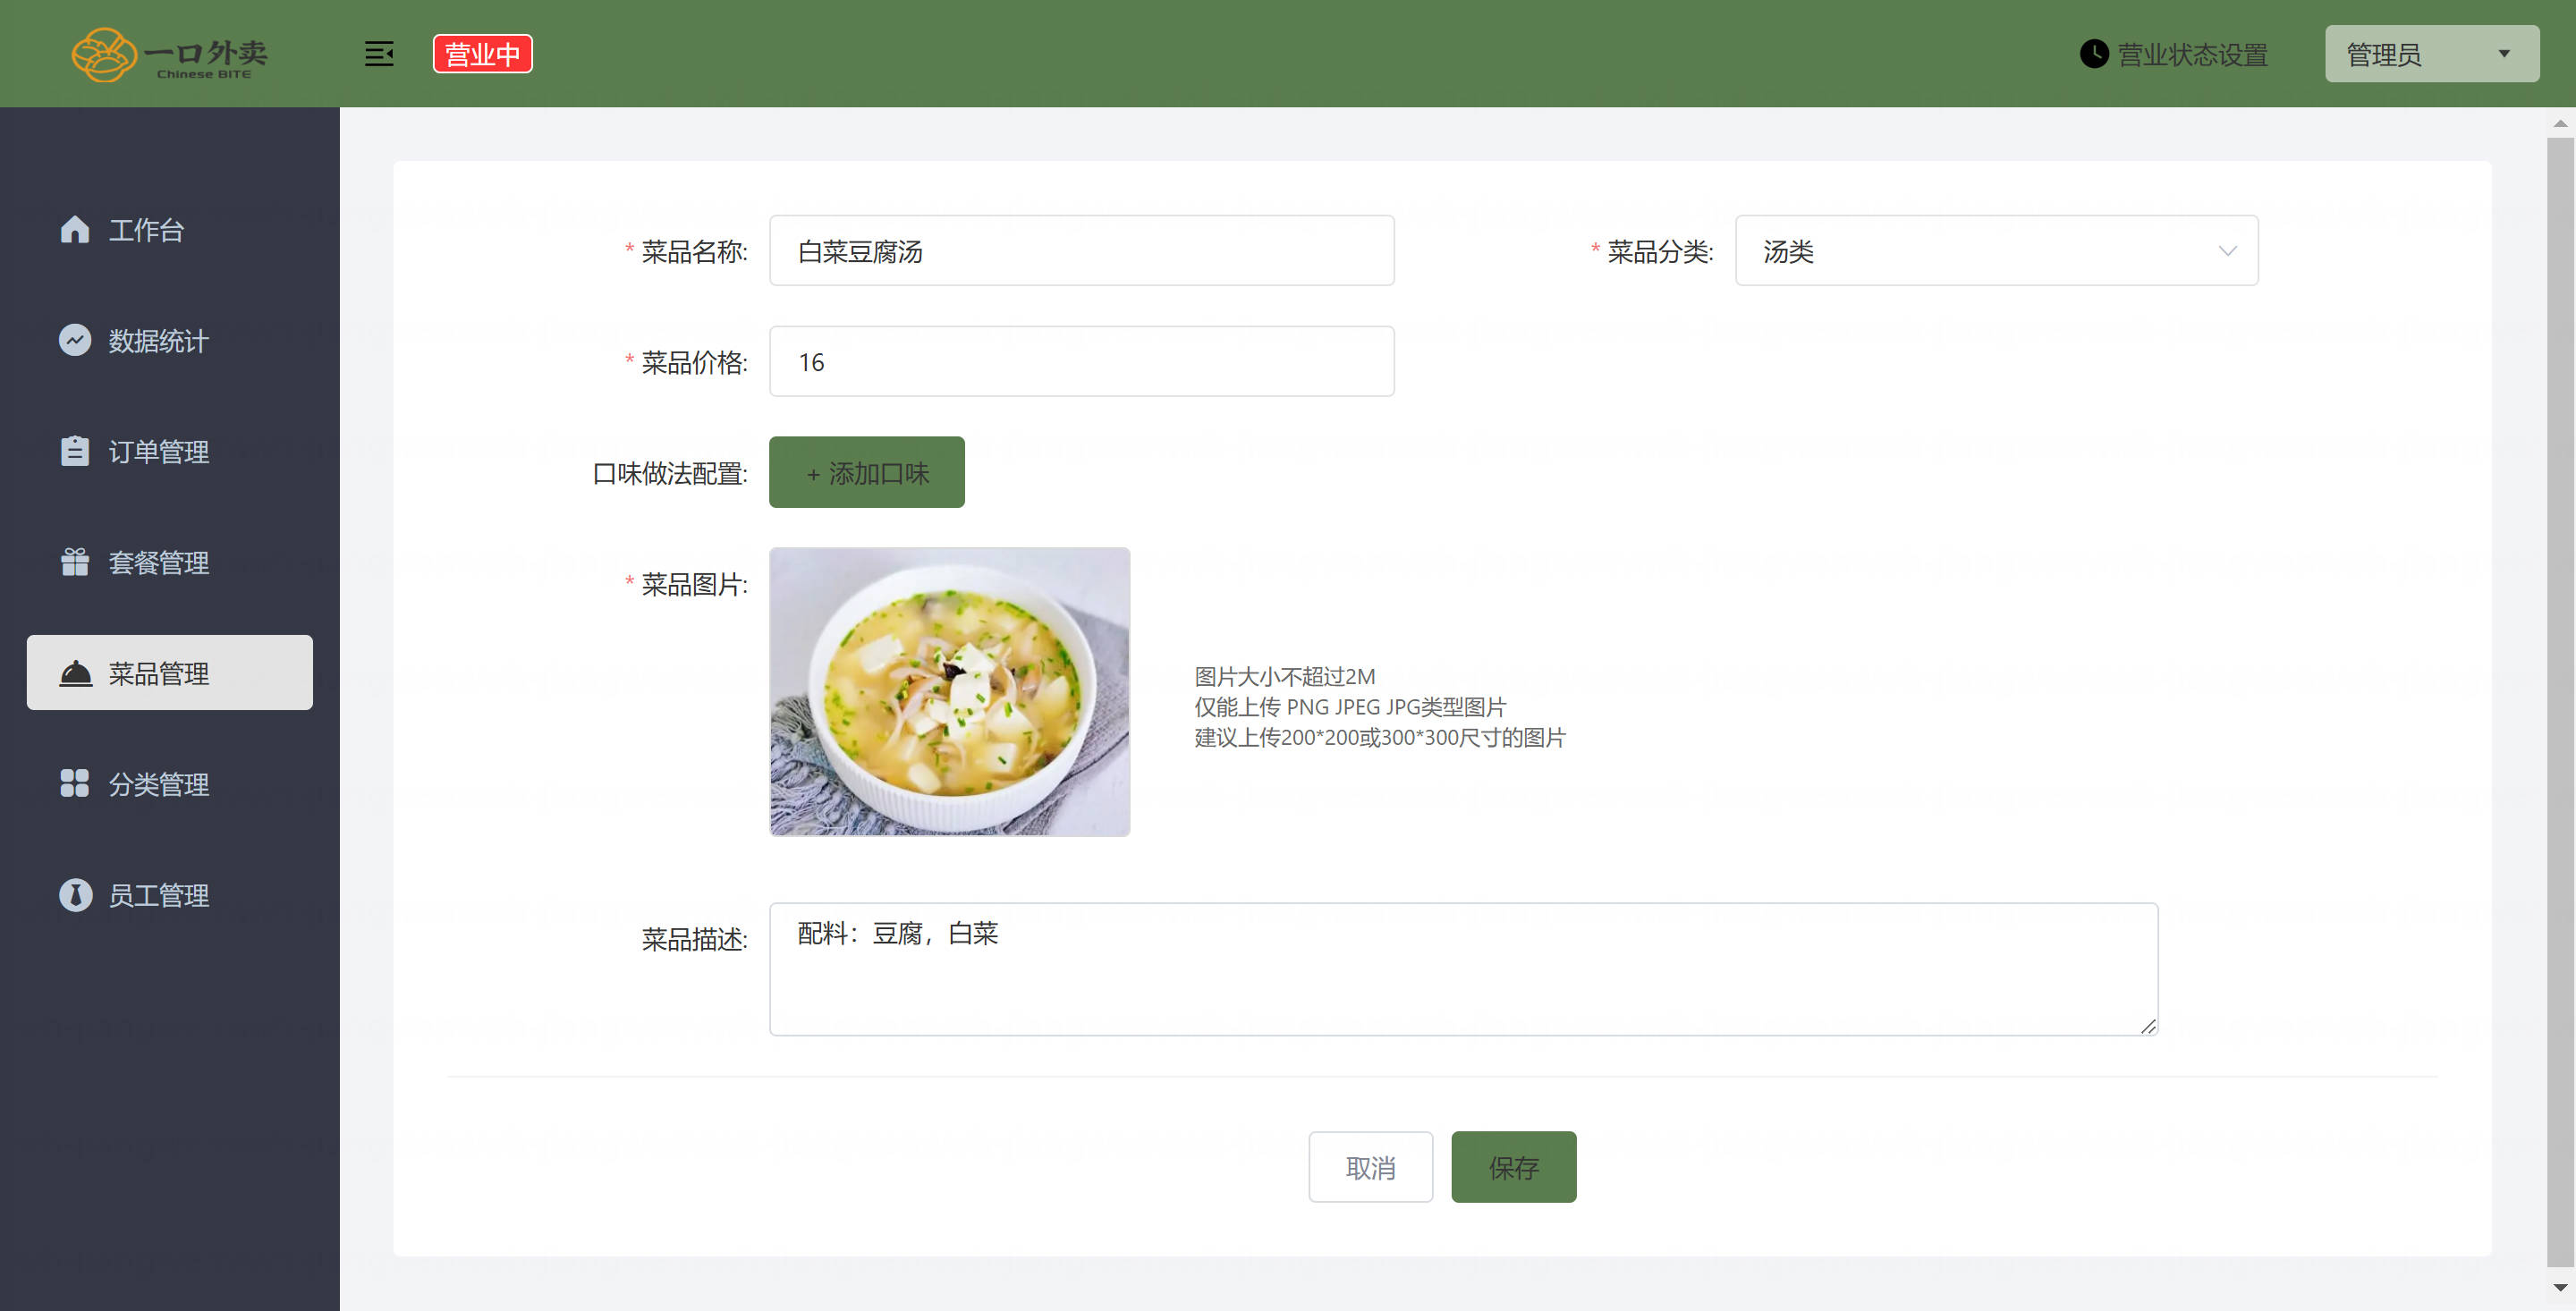 一口外卖
Chinese BITE
营业中
营业状态设置
管理员
工作台
数据统计
订单管理
套餐管理
菜品管理
分类管理
员工管理
* 菜品名称:
白菜豆腐汤
* 菜品分类:
汤类
* 菜品价格:
16
口味做法配置:
+ 添加口味
* 菜品图片:
图片大小不超过2M
仅能上传 PNG JPEG JPG类型图片
建议上传200*200或300*300尺寸的图片
菜品描述:
配料：豆腐，白菜
取消
保存